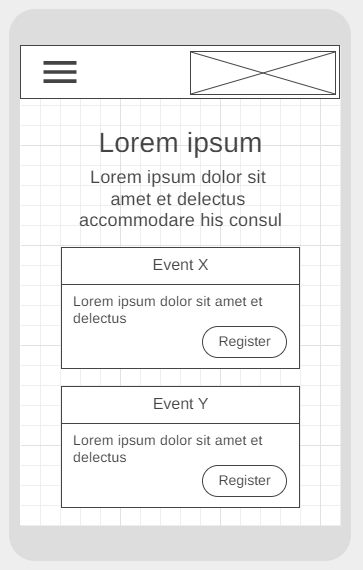 Lorem ipsum
Lorem ipsum dolor sit
amet et delectus
accommodare his consul
Event X
Lorem ipsum dolor sit amet et
delectus
Register
Event Y
Lorem ipsum dolor sit amet et
delectus
Register